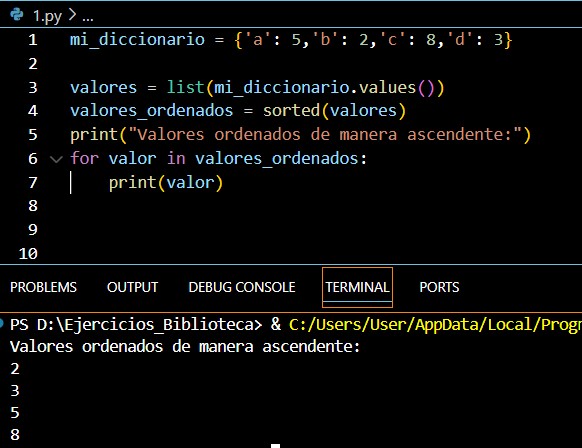 1.py > ...
1 mi_diccionario = {'a': 5,'b': 2,'c': 8,'d': 3}
2
3 valores = list(mi_diccionario.values())
4 valores_ordenados = sorted(valores)
5 print("Valores ordenados de manera ascendente:")
6 for valor in valores_ordenados:
7     print(valor)
8
9
10
PROBLEMS OUTPUT DEBUG CONSOLE TERMINAL PORTS
PS D:\Ejercicios_Biblioteca> & C:/Users/User/AppData/Local/Progr
Valores ordenados de manera ascendente:
2
3
5
8